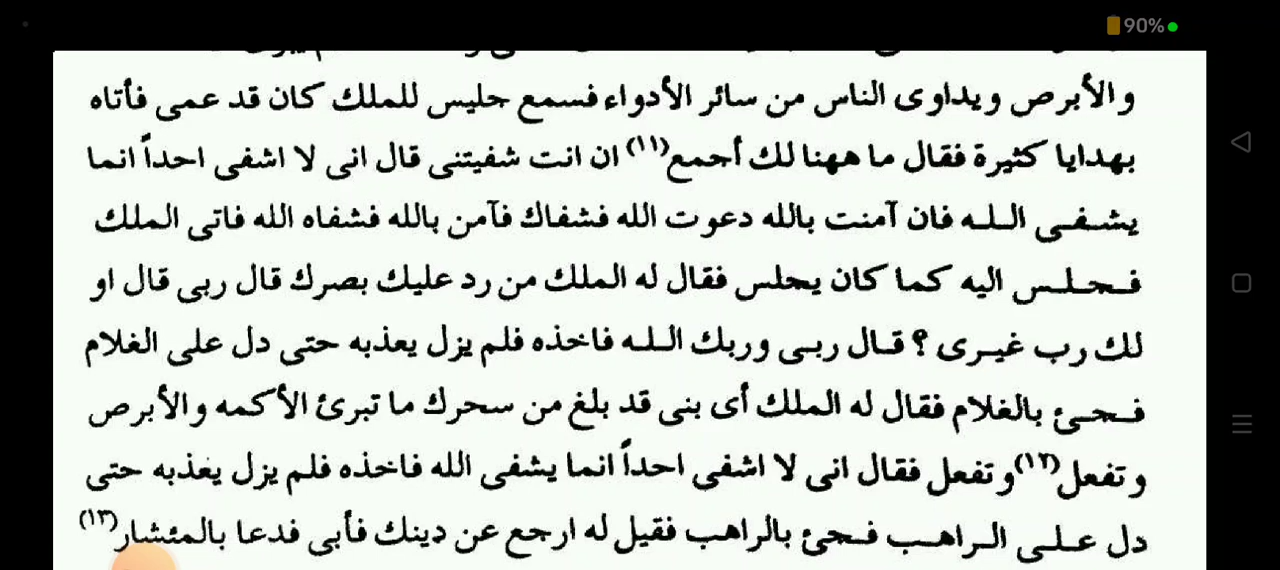 90%
والأبرص ويداوى الناس من سائر الأدواء فسمع جليس للملك كان قد عمى فأتاه
بهدايا كثيرة فقال ما ههنا لك أجمع(١١) ان انت شفيتنى قال انى لا اشفى احداً انما
يشفى الله فان آمنت بالله دعوت الله فشفاك فآمن بالله فشفاه الله فاتى الملك
فجلس اليه كما كان يجلس فقال له الملك من رد عليك بصرك قال ربى قال او
لك رب غيرى ؟ قال ربى وربك الله فاخذه فلم يزل يعذبه حتى دل على الغلام
فجئ بالغلام فقال له الملك أى بنى قد بلغ من سحرك ما تبرئ الأكمه والأبرص
وتفعل(١٢) وتفعل فقال انى لا اشفى احداً انما يشفى الله فاخذه فلم يزل يعذبه حتى
دل على الراهب فجئ بالراهب فقيل له ارجع عن دينك فأبى فدعا بالمئشار(١٣)